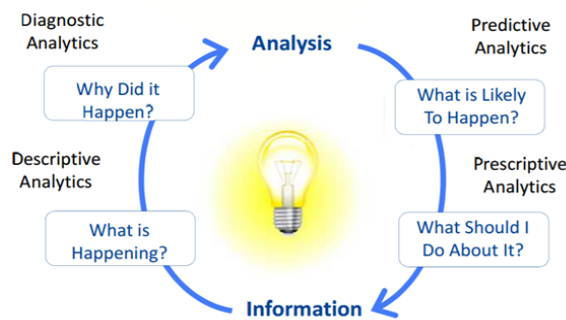 Diagnostic
Analytics
Analysis
Predictive
Analytics
Why Did it
Happen?
What is Likely
To Happen?
Descriptive
Analytics
Prescriptive
Analytics
What is
Happening?
What Should I
Do About It?
Information